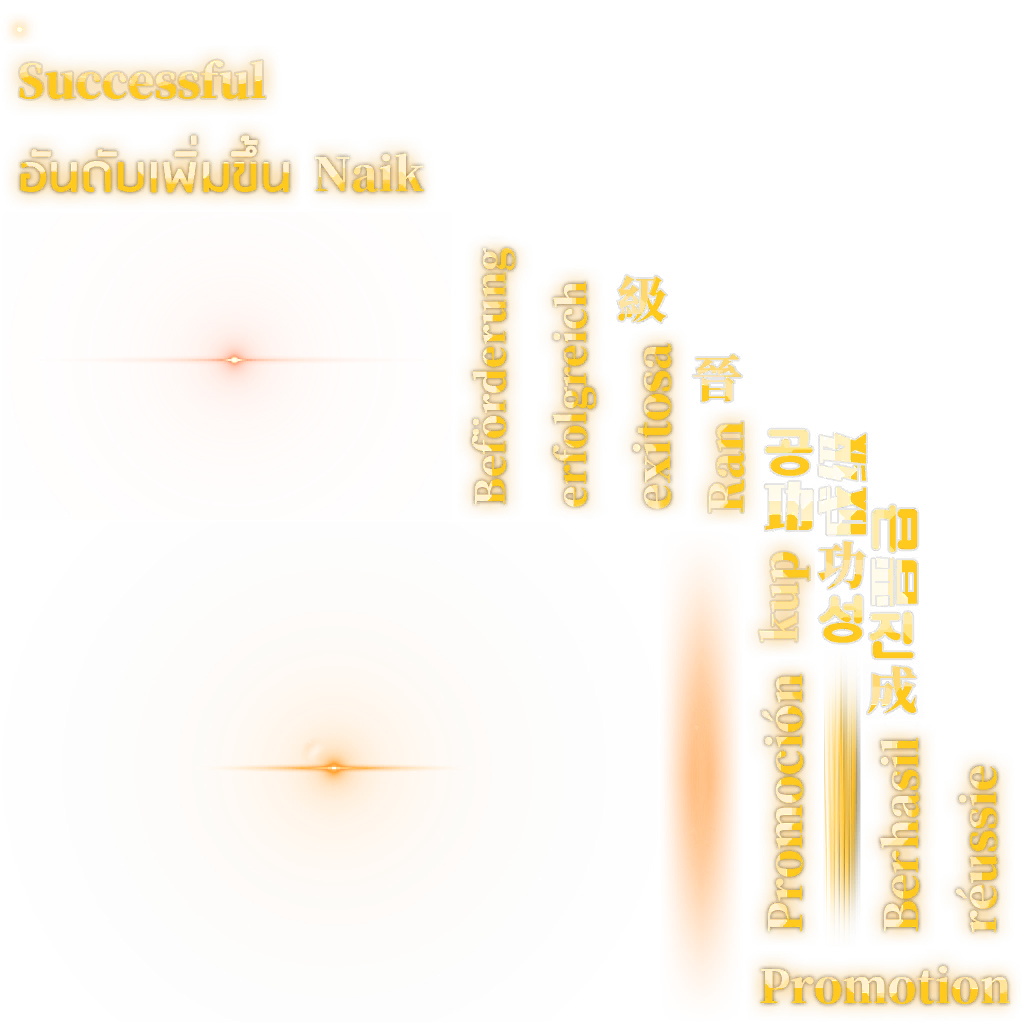 Successful
อันดับเพิ่มขึ้น Naik
Beförderung
erfolgreich
級
exitosa
晉
Ran
공
kup
功
성
진
成
Promoción
Berhasil
réussie
Promotion